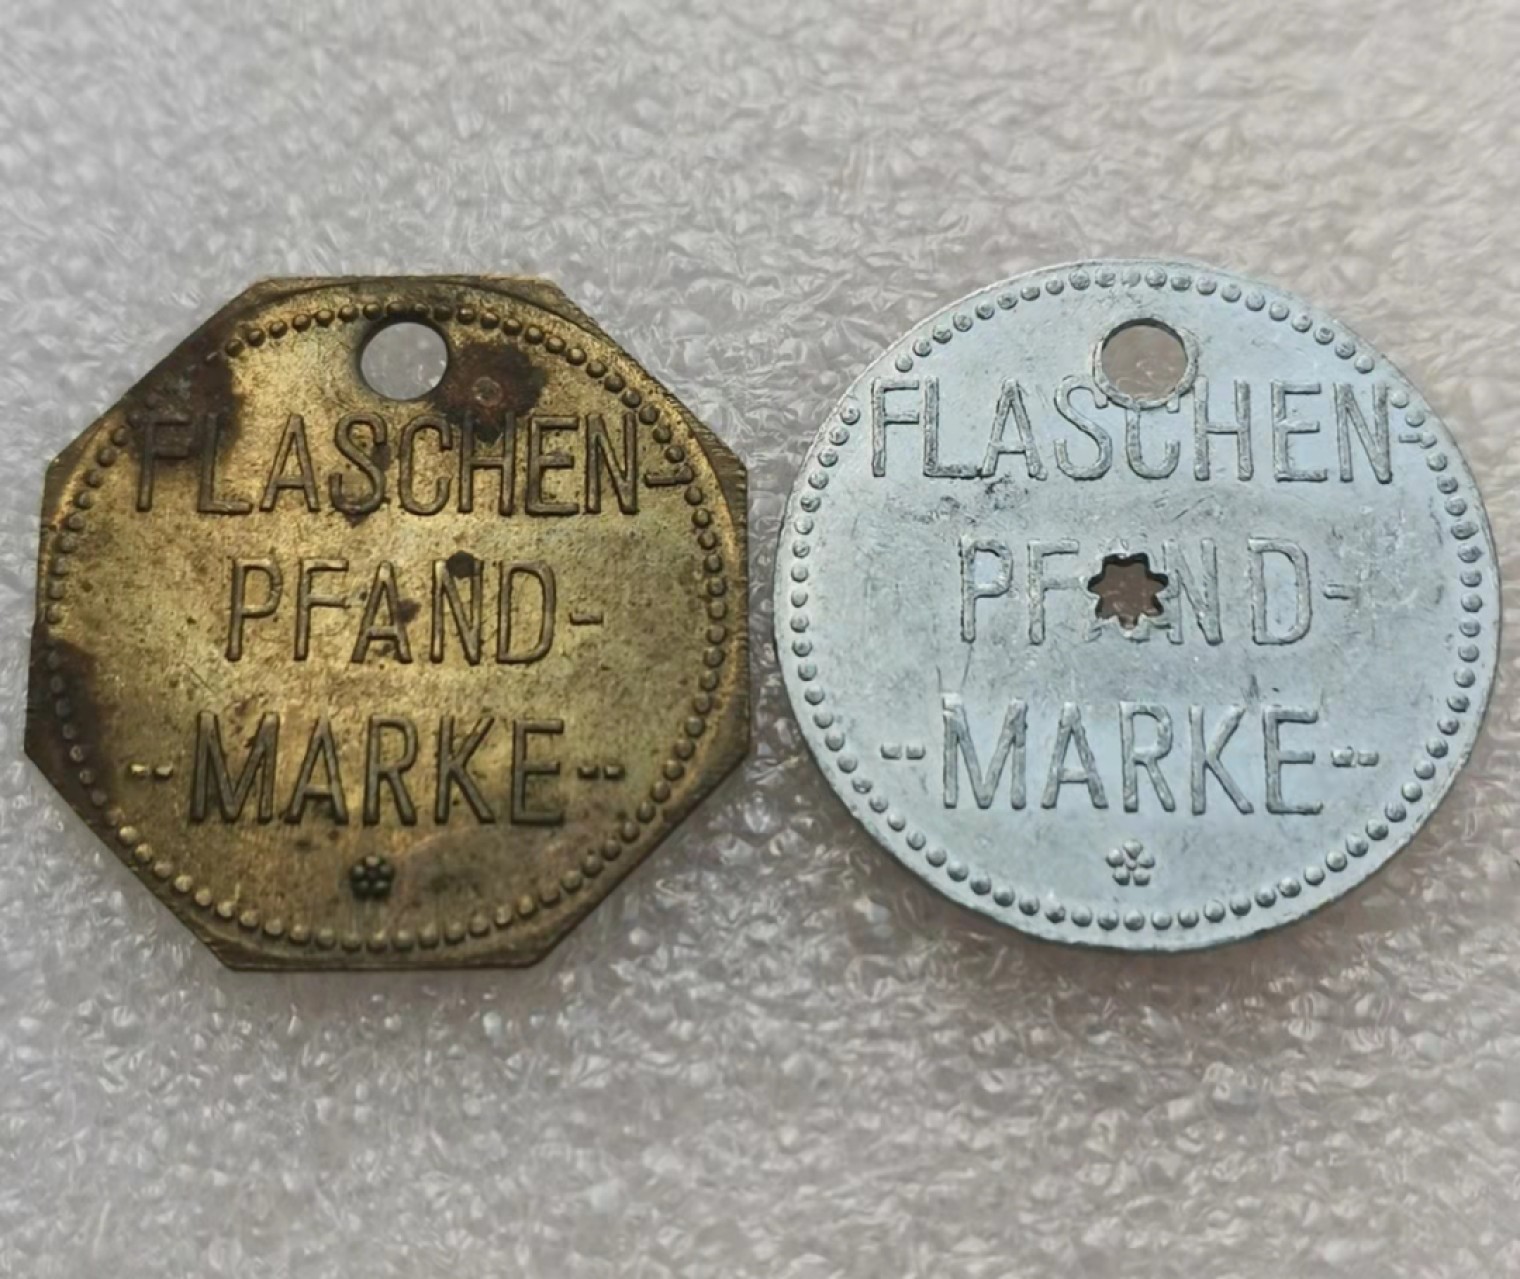 FLASCHEN-
PFAND-
-- MARKE --
FLASCHEN-
PFAND-
-- MARKE --